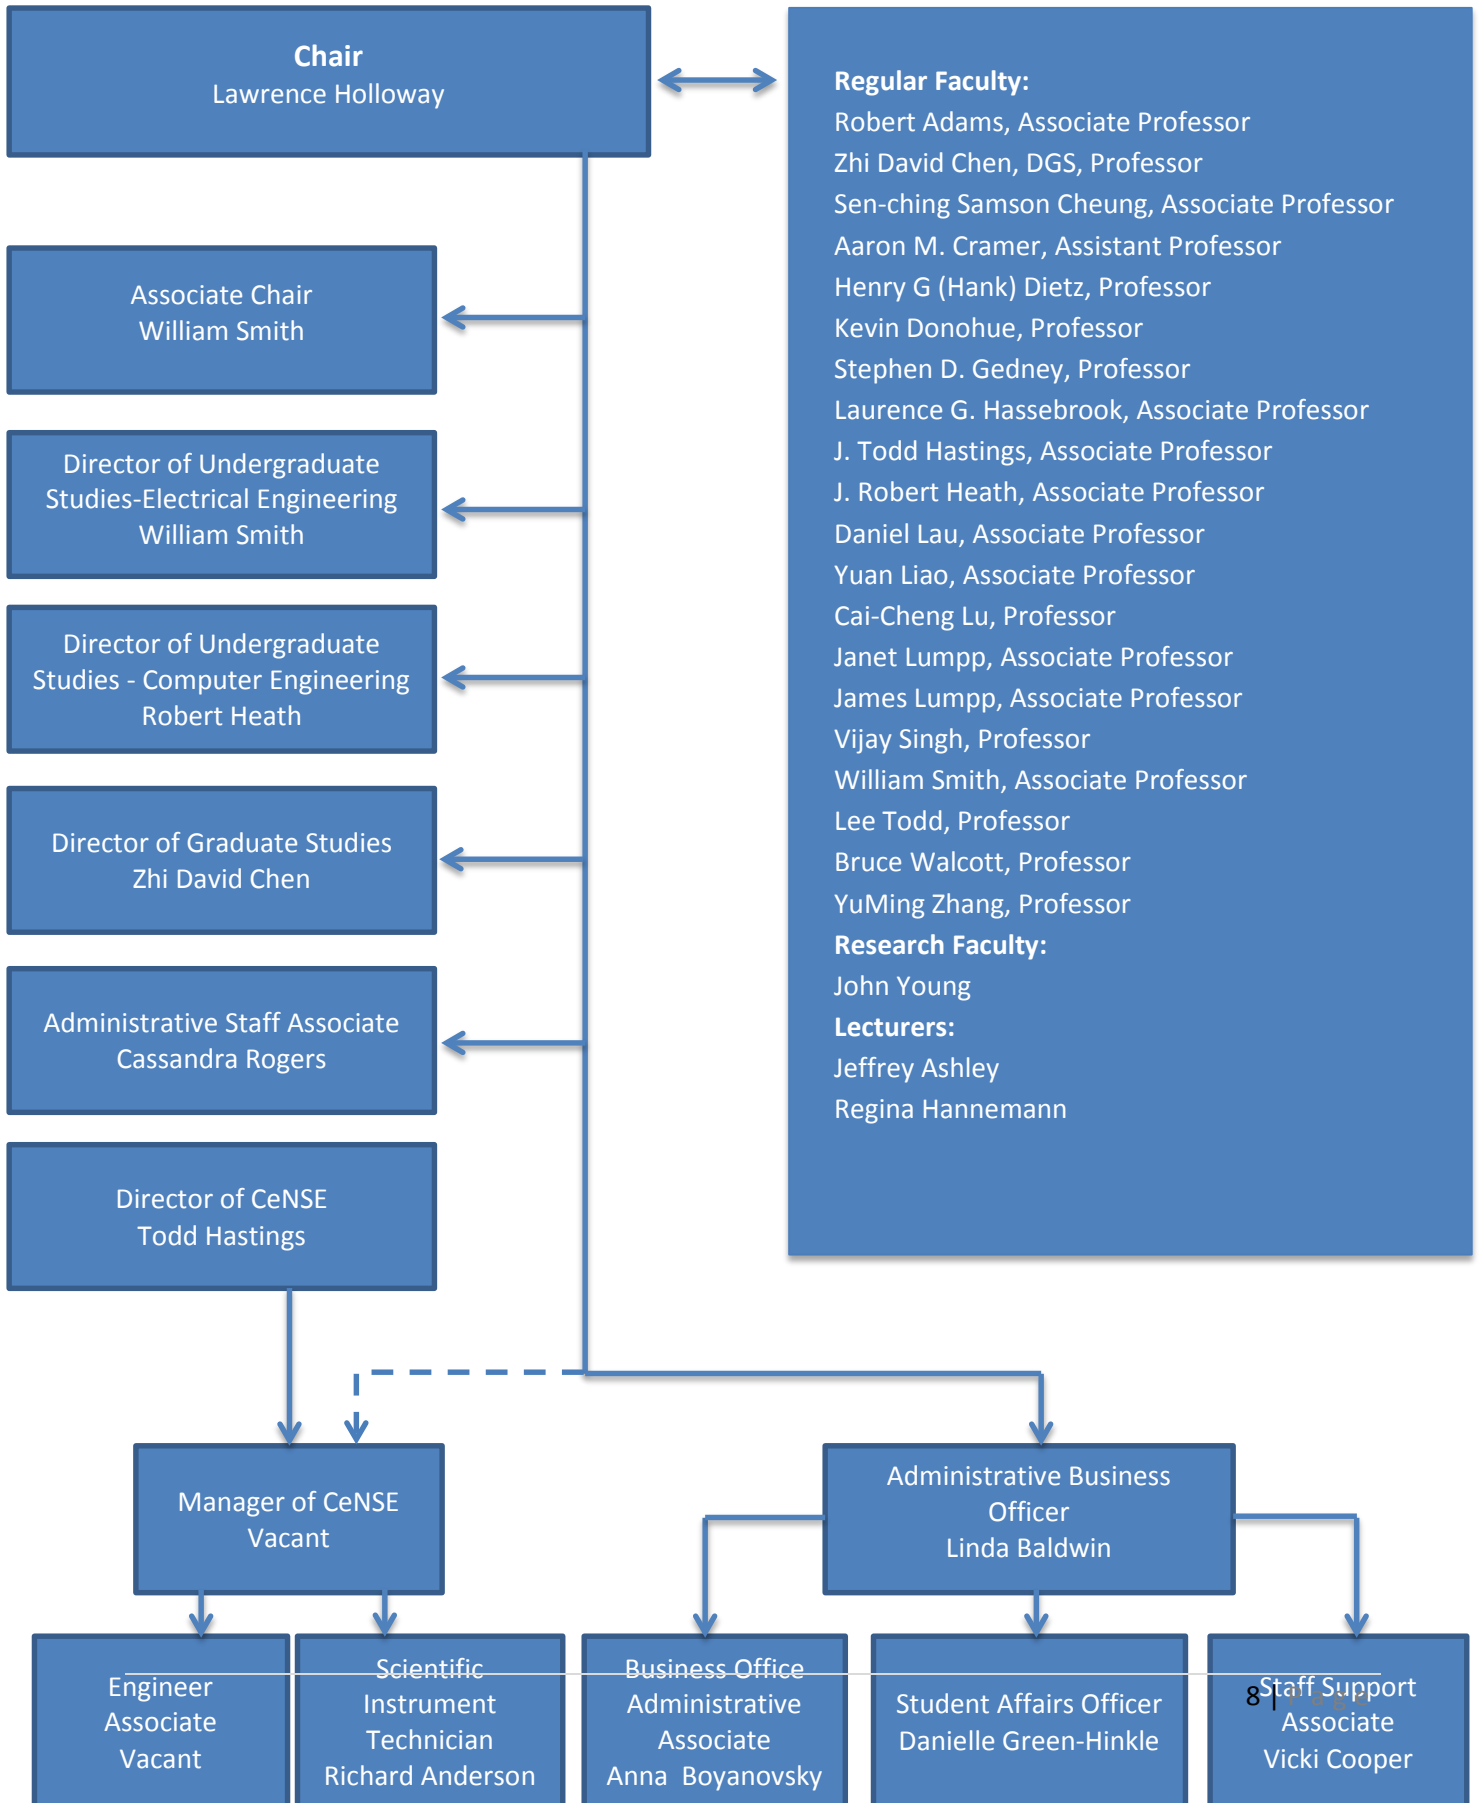 Chair
Lawrence Holloway
Regular Faculty:
Robert Adams, Associate Professor
Zhi David Chen, DGS, Professor
Sen-ching Samson Cheung, Associate Professor
Aaron M. Cramer, Assistant Professor
Henry G (Hank) Dietz, Professor
Kevin Donohue, Professor
Stephen D. Gedney, Professor
Laurence G. Hassebrook, Associate Professor
J. Todd Hastings, Associate Professor
J. Robert Heath, Associate Professor
Daniel Lau, Associate Professor
Yuan Liao, Associate Professor
Cai-Cheng Lu, Professor
Janet Lumpp, Associate Professor
James Lumpp, Associate Professor
Vijay Singh, Professor
William Smith, Associate Professor
Lee Todd, Professor
Bruce Walcott, Professor
YuMing Zhang, Professor
Research Faculty:
John Young
Lecturers:
Jeffrey Ashley
Regina Hannemann
Associate Chair
William Smith
Director of Undergraduate
Studies-Electrical Engineering
William Smith
Director of Undergraduate
Studies - Computer Engineering
Robert Heath
Director of Graduate Studies
Zhi David Chen
Administrative Staff Associate
Cassandra Rogers
Director of CeNSE
Todd Hastings
Manager of CeNSE
Vacant
Administrative Business
Officer
Linda Baldwin
Engineer
Associate
Vacant
Scientific
Instrument
Technician
Richard Anderson
Business Office
Administrative
Associate
Anna Boyanovsky
Student Affairs Officer
Danielle Green-Hinkle
Staff Support
Associate
Vicki Cooper
8 | Page